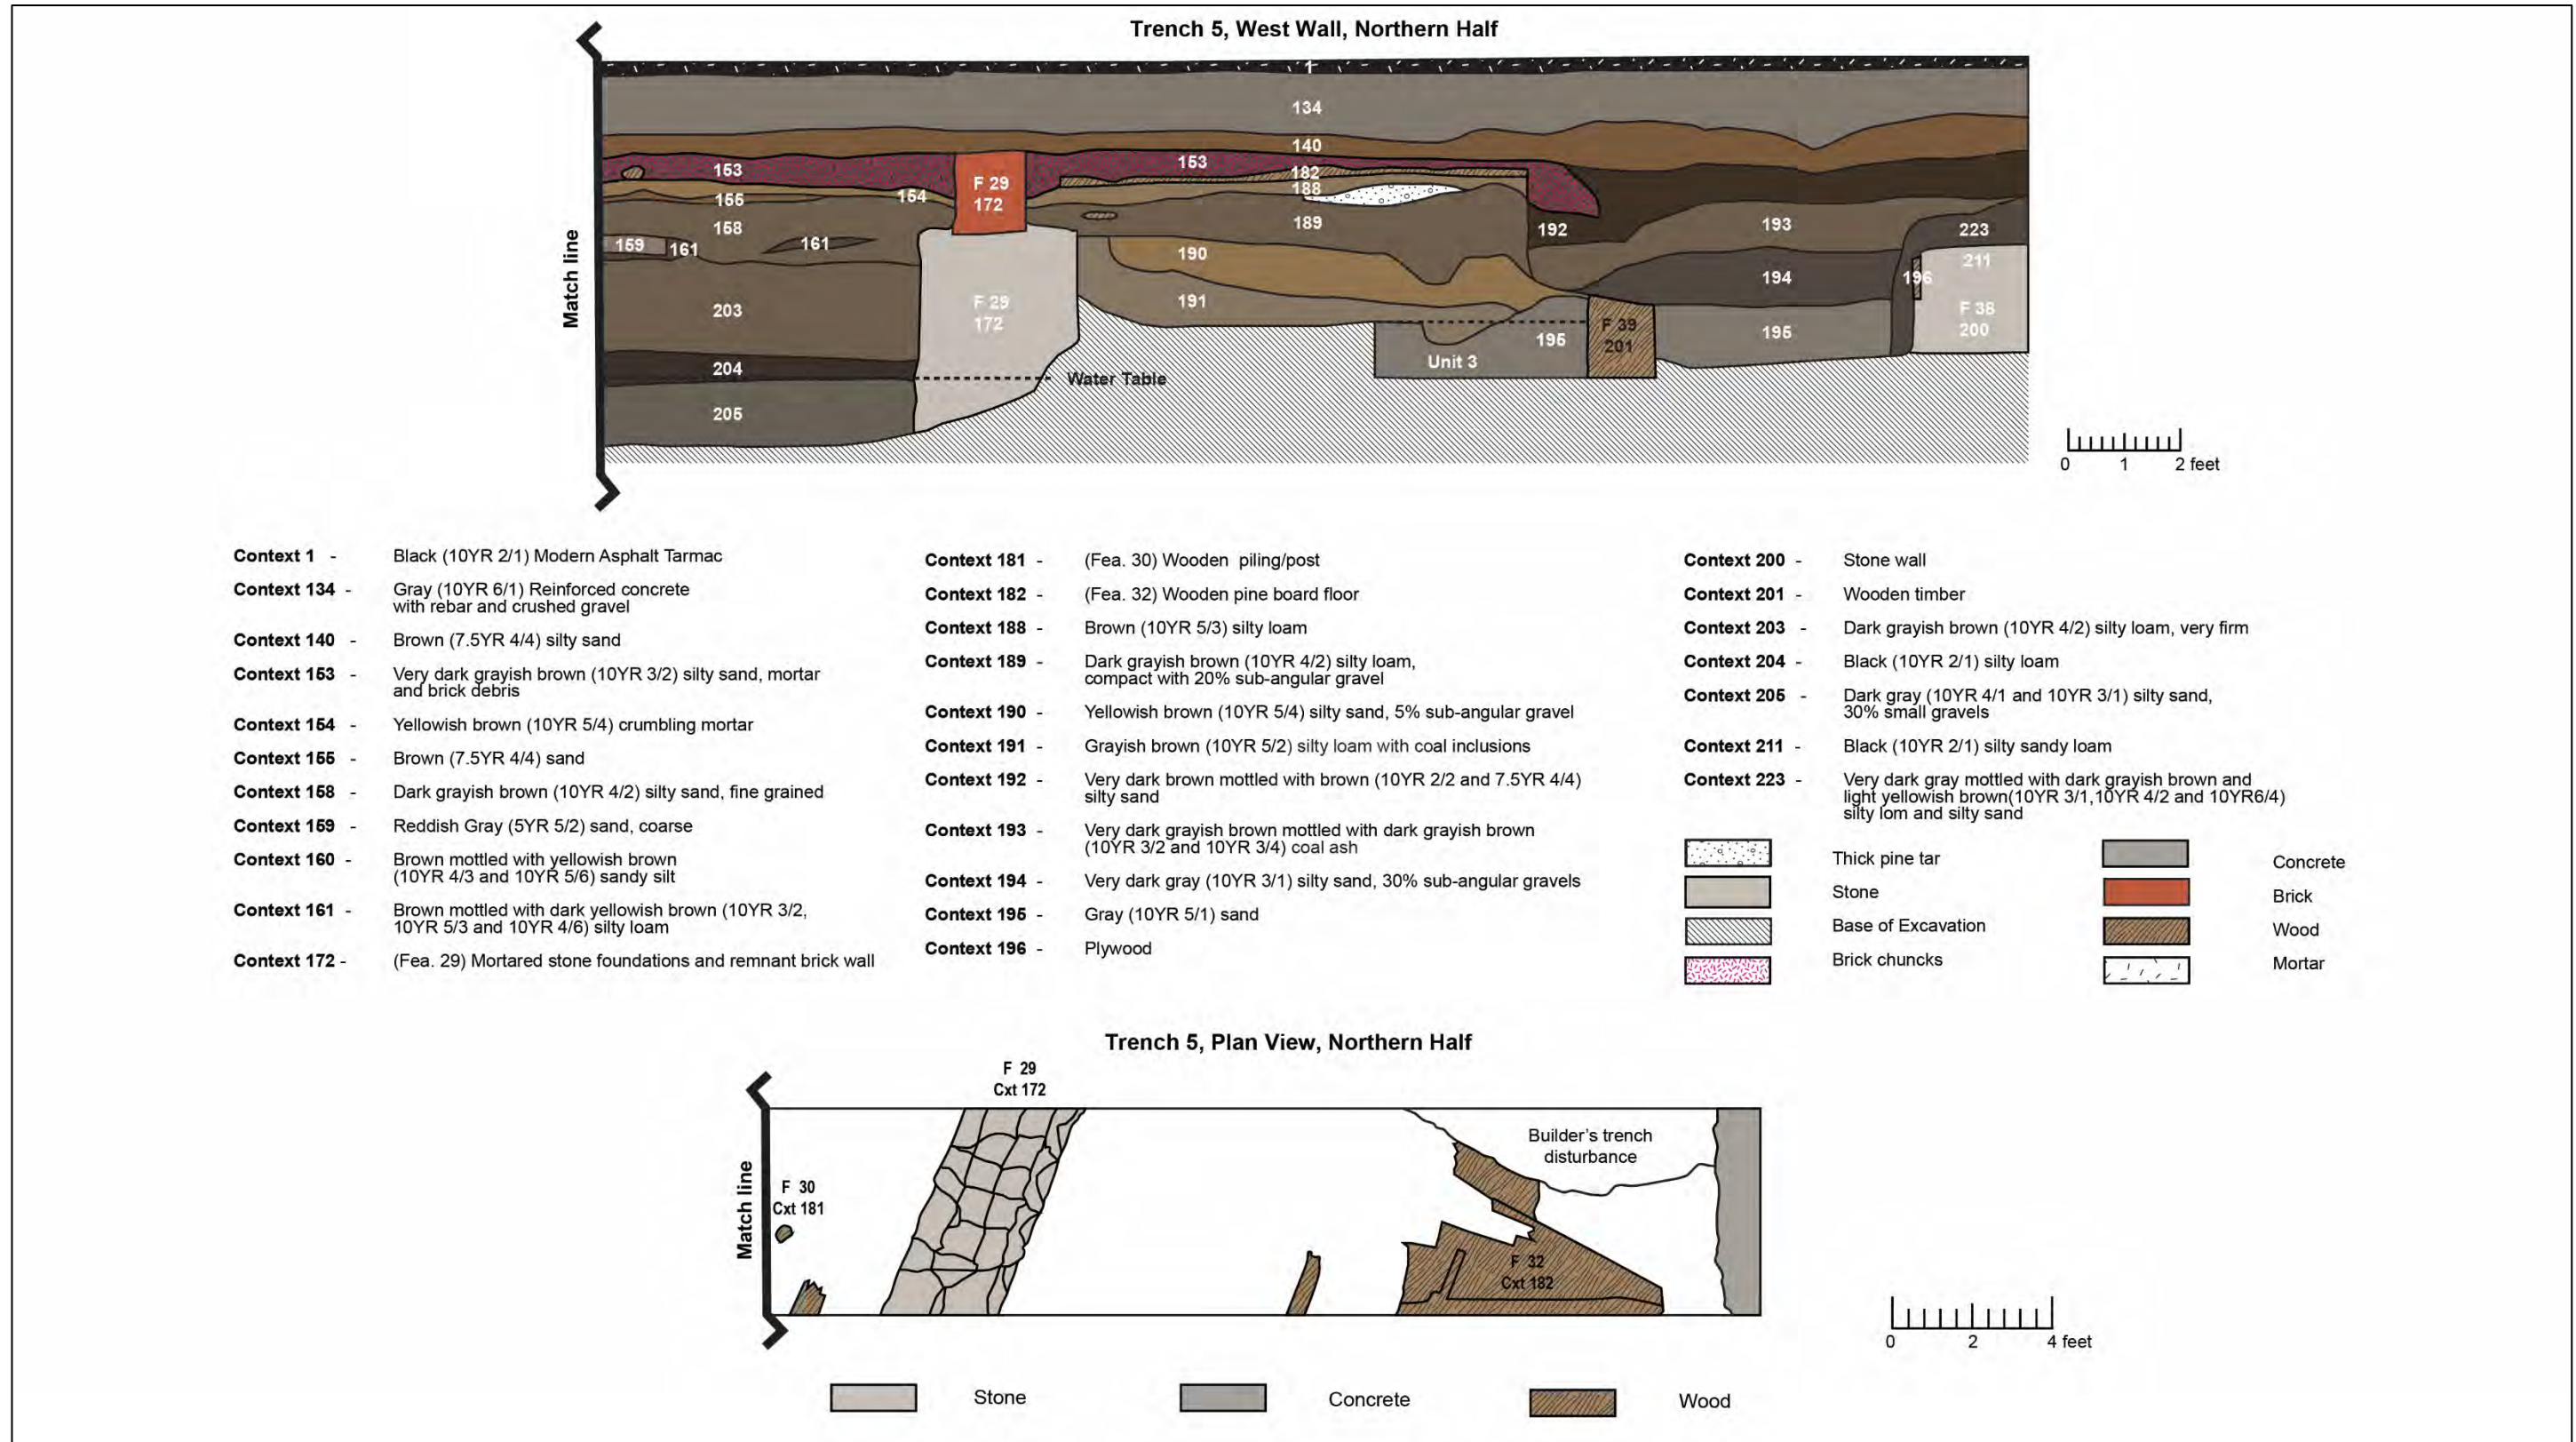 Trench 5, West Wall, Northern Half
1
134
140
153
153
182
188
F 29
172
154
155
158
189
159
161
161
192
193
223
190
194
196
211
191
203
F 29
172
F 38
200
F 39
201
195
195
Unit 3
204
Water Table
205
Match line
0 1 2 feet
Context 1 - Black (10YR 2/1) Modern Asphalt Tarmac
Context 134 - Gray (10YR 6/1) Reinforced concrete
with rebar and crushed gravel
Context 140 - Brown (7.5YR 4/4) silty sand
Context 153 - Very dark grayish brown (10YR 3/2) silty sand, mortar
and brick debris
Context 154 - Yellowish brown (10YR 5/4) crumbling mortar
Context 155 - Brown (7.5YR 4/4) sand
Context 158 - Dark grayish brown (10YR 4/2) silty sand, fine grained
Context 159 - Reddish Gray (5YR 5/2) sand, coarse
Context 160 - Brown mottled with yellowish brown
(10YR 4/3 and 10YR 5/6) sandy silt
Context 161 - Brown mottled with dark yellowish brown (10YR 3/2,
10YR 5/3 and 10YR 4/6) silty loam
Context 172 - (Fea. 29) Mortared stone foundations and remnant brick wall
Context 181 - (Fea. 30) Wooden piling/post
Context 182 - (Fea. 32) Wooden pine board floor
Context 188 - Brown (10YR 5/3) silty loam
Context 189 - Dark grayish brown (10YR 4/2) silty loam,
compact with 20% sub-angular gravel
Context 190 - Yellowish brown (10YR 5/4) silty sand, 5% sub-angular gravel
Context 191 - Grayish brown (10YR 5/2) silty loam with coal inclusions
Context 192 - Very dark brown mottled with brown (10YR 2/2 and 7.5YR 4/4)
silty sand
Context 193 - Very dark grayish brown mottled with dark grayish brown
(10YR 3/2 and 10YR 3/4) coal ash
Context 194 - Very dark gray (10YR 3/1) silty sand, 30% sub-angular gravels
Context 195 - Gray (10YR 5/1) sand
Context 196 - Plywood
Context 200 - Stone wall
Context 201 - Wooden timber
Context 203 - Dark grayish brown (10YR 4/2) silty loam, very firm
Context 204 - Black (10YR 2/1) silty loam
Context 205 - Dark gray (10YR 4/1 and 10YR 3/1) silty sand,
30% small gravels
Context 211 - Black (10YR 2/1) silty sandy loam
Context 223 - Very dark gray mottled with dark grayish brown and
light yellowish brown(10YR 3/1,10YR 4/2 and 10YR6/4)
silty lom and silty sand
Thick pine tar
Stone
Base of Excavation
Brick chuncks
Concrete
Brick
Wood
Mortar
Trench 5, Plan View, Northern Half
F 29
Cxt 172
Builder's trench
disturbance
Match line
F 30
Cxt 181
F 32
Cxt 182
0 2 4 feet
Stone
Concrete
Wood